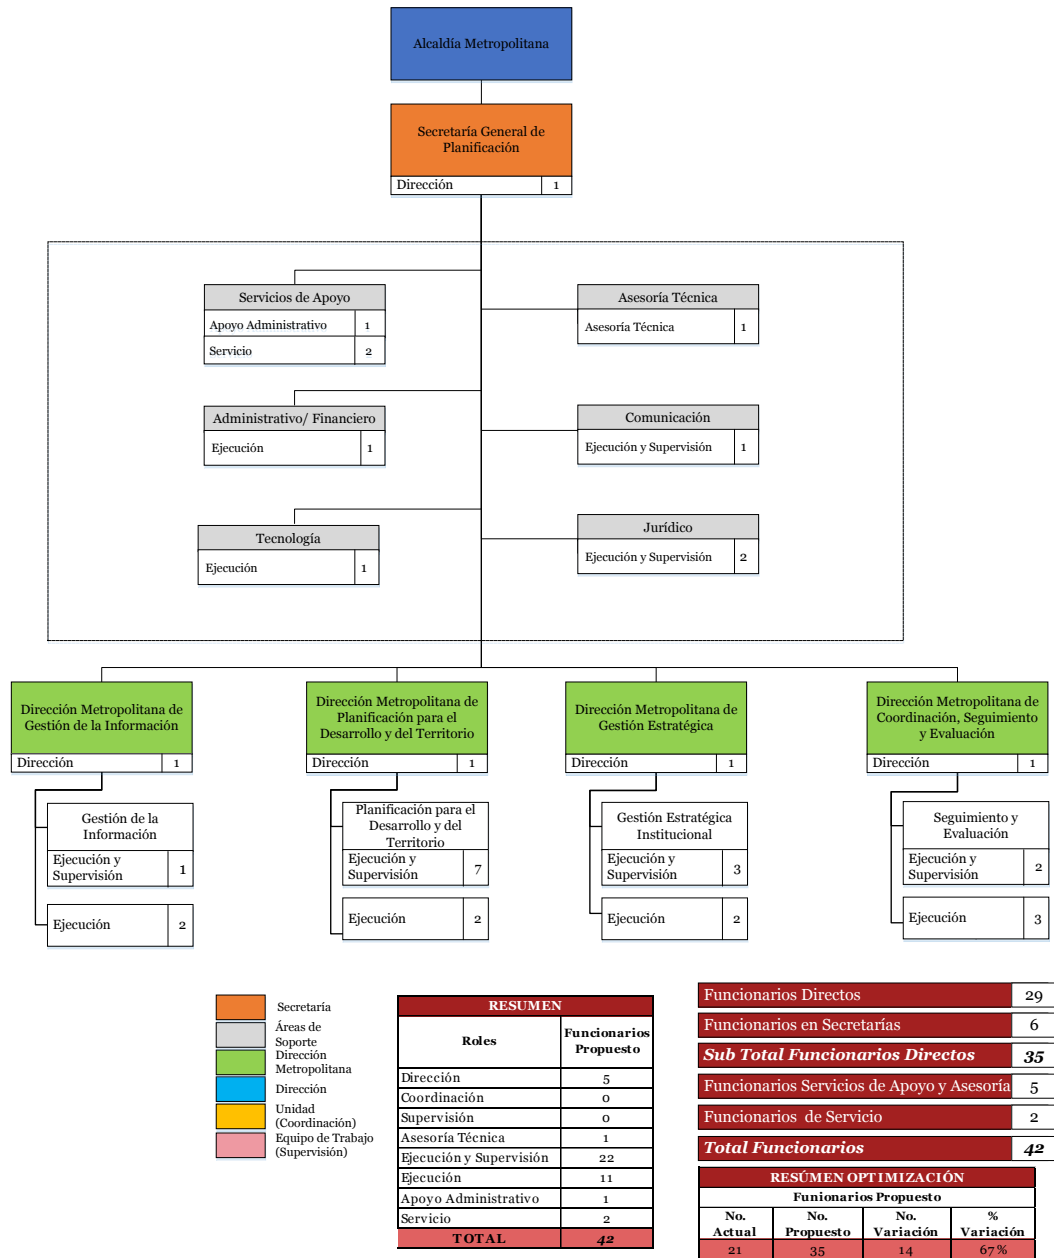 Alcaldía Metropolitana
Secretaría General de
Planificación
Dirección 1
Servicios de Apoyo
Apoyo Administrativo 1
Servicio 2
Asesoría Técnica
Asesoría Técnica 1
Administrativo/ Financiero
Ejecución 1
Comunicación
Ejecución y Supervisión 1
Tecnología
Ejecución 1
Jurídico
Ejecución y Supervisión 2
Dirección Metropolitana de
Gestión de la Información
Dirección 1
Gestión de la
Información
Ejecución y
Supervisión 1
Ejecución 2
Dirección Metropolitana de
Planificación para el
Desarrollo y del Territorio
Dirección 1
Planificación para el
Desarrollo y del
Territorio
Ejecución y
Supervisión 7
Ejecución 2
Dirección Metropolitana de
Gestión Estratégica
Dirección 1
Gestión Estratégica
Institucional
Ejecución y
Supervisión 3
Ejecución 2
Dirección Metropolitana de
Coordinación, Seguimiento
y Evaluación
Dirección 1
Seguimiento y
Evaluación
Ejecución y
Supervisión 2
Ejecución 3
Secretaría
Áreas de
Soporte
Dirección
Metropolitana
Dirección
Unidad
(Coordinación)
Equipo de Trabajo
(Supervisión)
RESUMEN
Roles Funcionarios
Propuesto
Dirección 5
Coordinación 0
Supervisión 0
Asesoría Técnica 1
Ejecución y Supervisión 22
Ejecución 11
Apoyo Administrativo 1
Servicio 2
TOTAL 42
Funcionarios Directos 29
Funcionarios en Secretarías 6
Sub Total Funcionarios Directos 35
Funcionarios Servicios de Apoyo y Asesoría 5
Funcionarios de Servicio 2
Total Funcionarios 42
RESÚMEN OPTIMIZACIÓN
Funionarios Propuesto
No. No. No. %
Actual Propuesto Variación Variación
21 35 14 67%